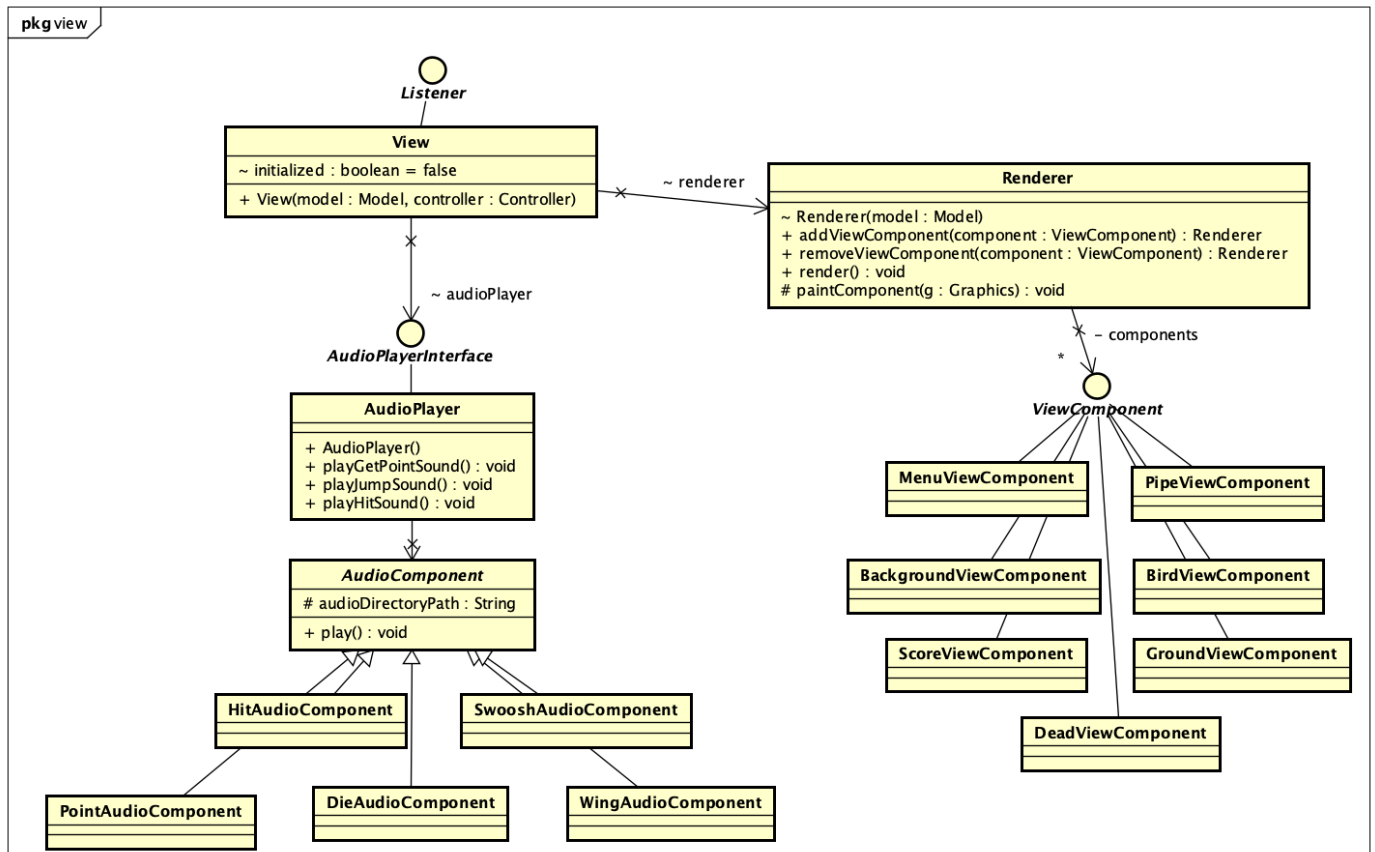 pkg view
Listener
View
~ initialized : boolean = false
+ View(model : Model, controller : Controller)
~ renderer
Renderer
~ Renderer(model : Model)
+ addViewComponent(component : ViewComponent) : Renderer
+ removeViewComponent(component : ViewComponent) : Renderer
+ render() : void
# paintComponent(g : Graphics) : void
~ audioPlayer
AudioPlayerInterface
AudioPlayer
+ AudioPlayer()
+ playGetPointSound() : void
+ playJumpSound() : void
+ playHitSound() : void
AudioComponent
# audioDirectoryPath : String
+ play() : void
HitAudioComponent
SwooshAudioComponent
PointAudioComponent
DieAudioComponent
WingAudioComponent
- components
*
ViewComponent
MenuViewComponent
PipeViewComponent
BackgroundViewComponent
BirdViewComponent
ScoreViewComponent
GroundViewComponent
DeadViewComponent